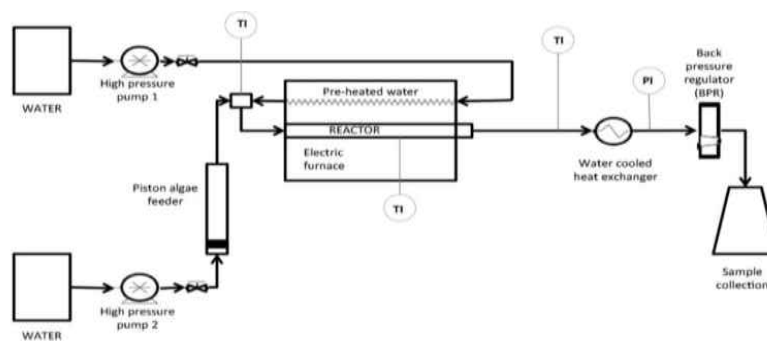 TI
TI
PI
Back
pressure
regulator
(BPR)
High pressure
pump 1
WATER
Pre-heated water
REACTOR
Electric
furnace
TI
Water cooled
heat exchanger
Piston algae
feeder
Sample
collection
High pressure
pump 2
WATER